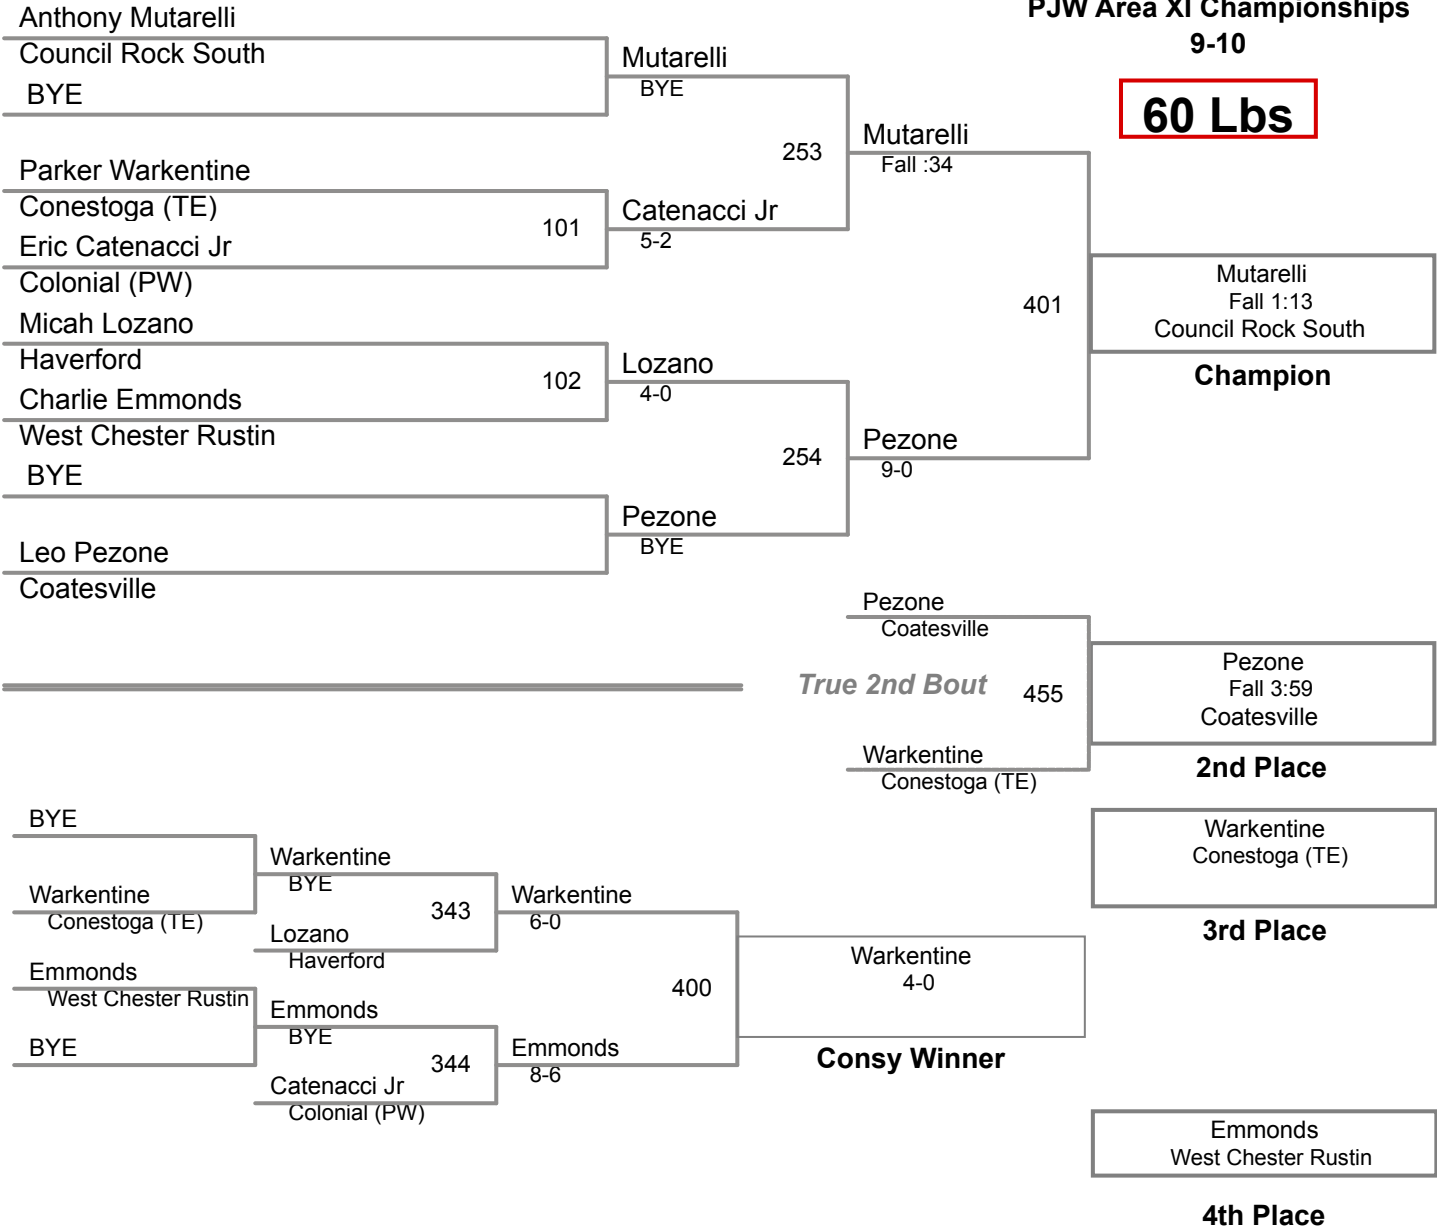 PJW Area XI Championships
9-10
60 Lbs
Anthony Mutarelli
Council Rock South
BYE
Parker Warkentine
Conestoga (TE)
Eric Catenacci Jr
Colonial (PW)
Micah Lozano
Haverford
Charlie Emmonds
West Chester Rustin
BYE
Leo Pezone
Coatesville
101
102
Mutarelli
BYE
Catenacci Jr
5-2
Lozano
4-0
Pezone
BYE
253
254
Mutarelli
Fall :34
Pezone
9-0
401
Mutarelli
Fall 1:13
Council Rock South
Champion
Pezone
Coatesville
True 2nd Bout
455
Warkentine
Conestoga (TE)
Pezone
Fall 3:59
Coatesville
2nd Place
Warkentine
Conestoga (TE)
3rd Place
BYE
Warkentine
Conestoga (TE)
Emmonds
West Chester Rustin
BYE
Warkentine
BYE
343
Lozano
Haverford
Emmonds
BYE
344
Catenacci Jr
Colonial (PW)
Warkentine
6-0
400
Emmonds
8-6
Warkentine
4-0
Consy Winner
Emmonds
West Chester Rustin
4th Place